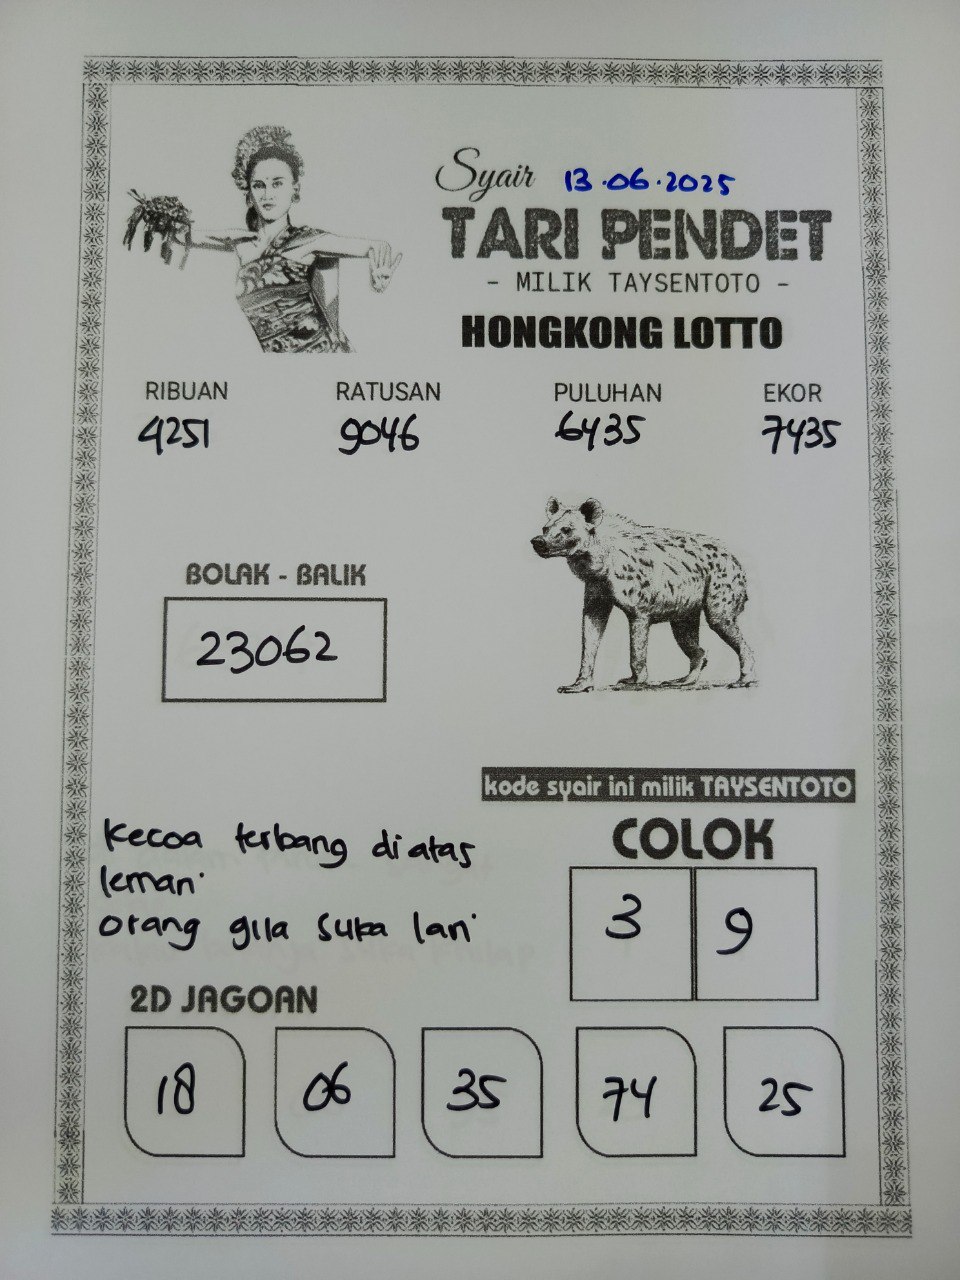 Syair 13.06.2025
TARI PENDET
- MILIK TAYSENTOTO -
HONGKONG LOTTO
RIBUAN RATUSAN PULUHAN EKOR
4251 9046 6435 7435
BOLAK - BALIK
23062
kode syair ini milik TAYSENTOTO
kecoa terbang diatas
lemari
orang gila suka lari
COLOK
3 9
2D JAGOAN
18 06 35 74 25